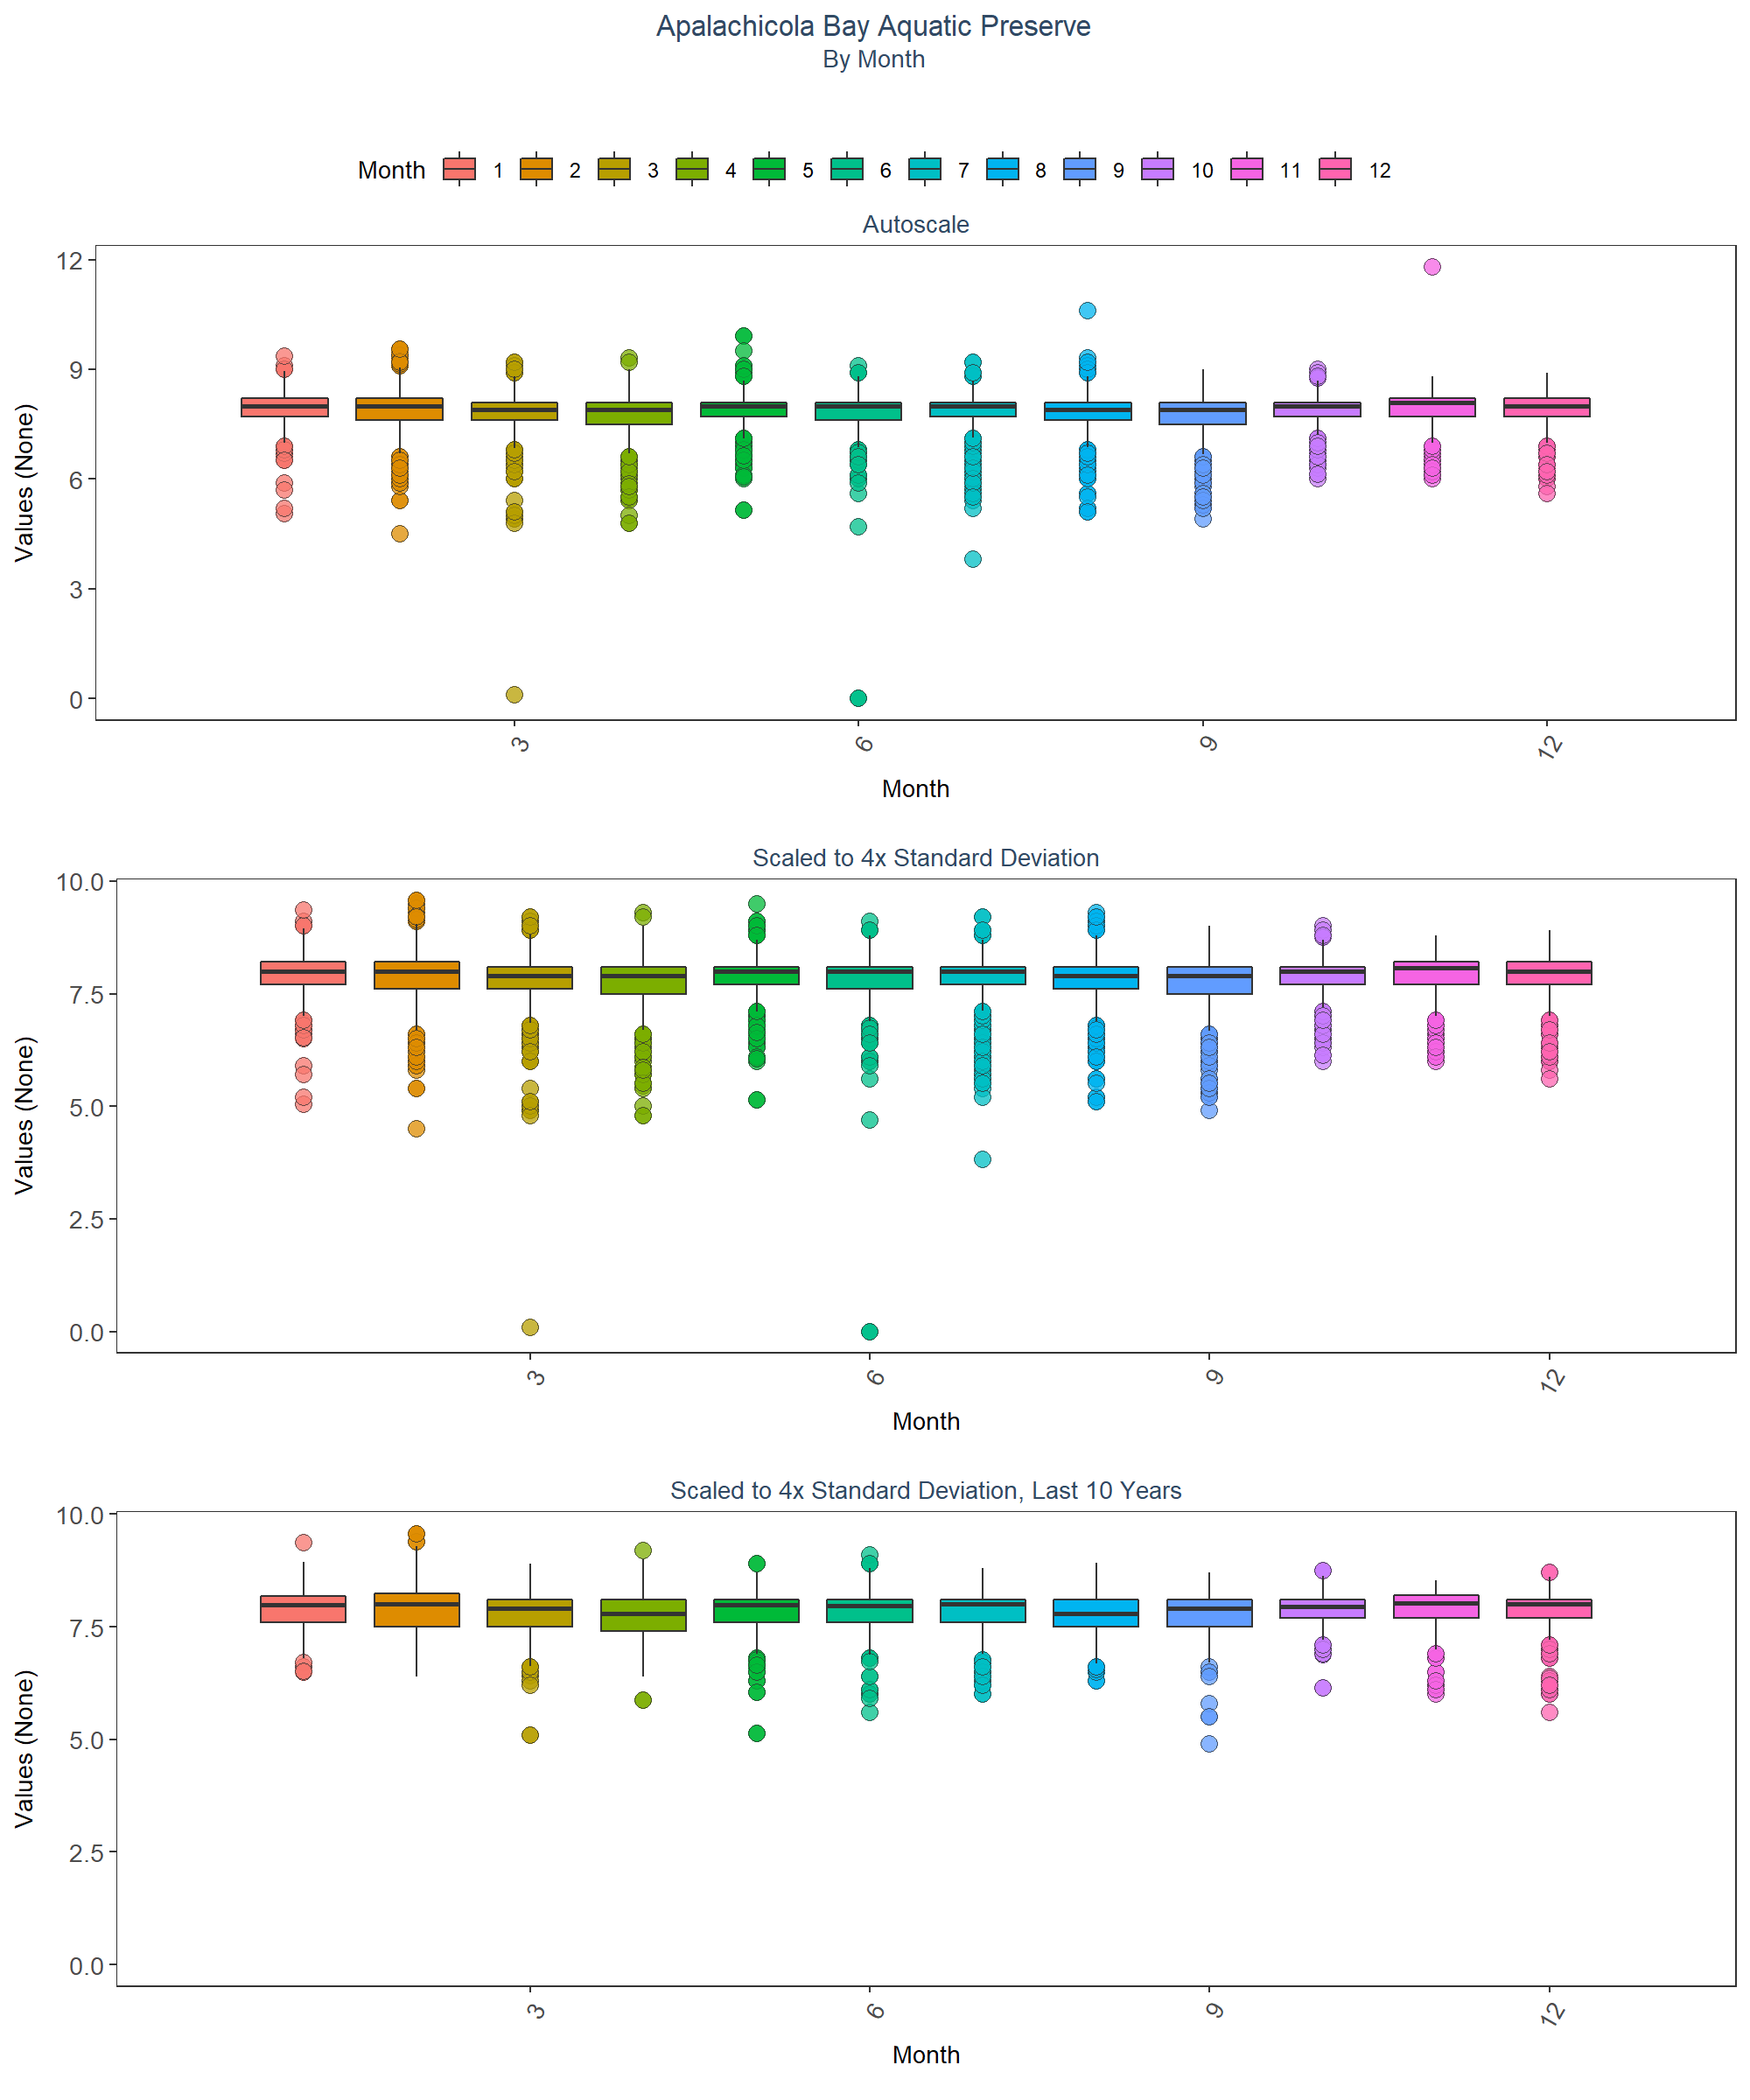 Apalachicola Bay Aquatic Preserve
By Month
Month 1 2 3 4 5 6 7 8 9 10 11 12
Autoscale
Values (None)
12
9
6
3
0
3 6 9 12
Month
Scaled to 4x Standard Deviation
Values (None)
10.0
7.5
5.0
2.5
0.0
3 6 9 12
Month
Scaled to 4x Standard Deviation, Last 10 Years
Values (None)
10.0
7.5
5.0
2.5
0.0
3 6 9 12
Month